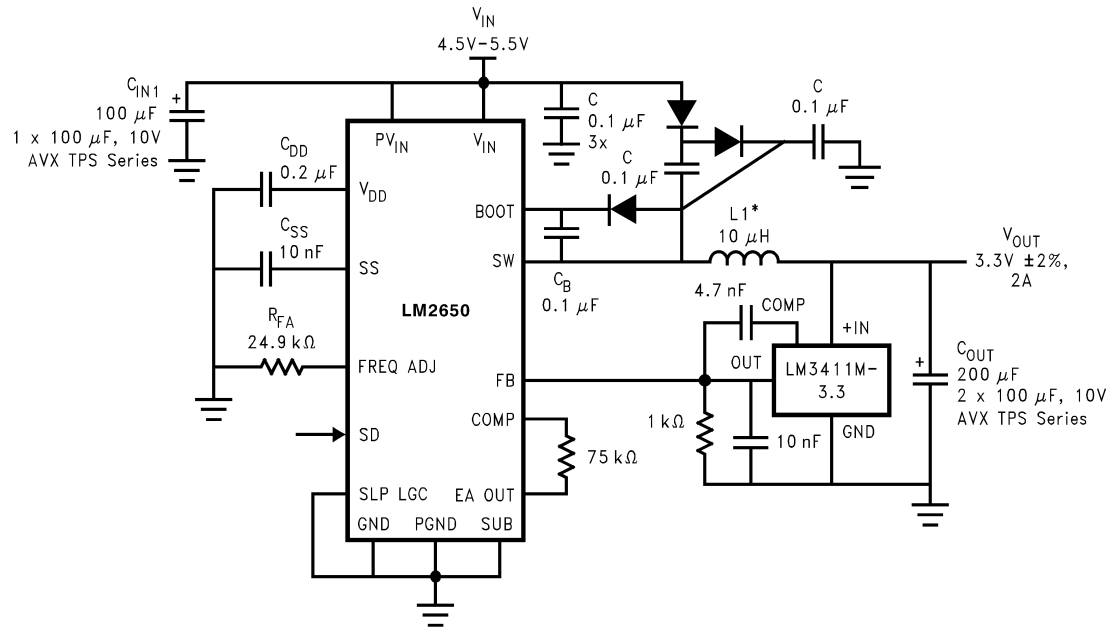 V_IN
4.5V–5.5V
C_IN1
100 μF
1 x 100 μF, 10V
AVX TPS Series
+
PV_IN
V_IN
C
0.1 μF
3x
C
0.1 μF
C
0.1 μF
C_DD
0.2 μF
V_DD
BOOT
C_SS
10 nF
SS
SW
C_B
0.1 μF
L1*
10 μH
V_OUT
3.3V ±2%,
2A
LM2650
R_FA
24.9 kΩ
FREQ ADJ
FB
4.7 nF
COMP
+IN
OUT
LM3411M-
3.3
GND
+
C_OUT
200 μF
2 x 100 μF, 10V
AVX TPS Series
COMP
1 kΩ
10 nF
75 kΩ
SD
SLP LGC
EA OUT
GND
PGND
SUB